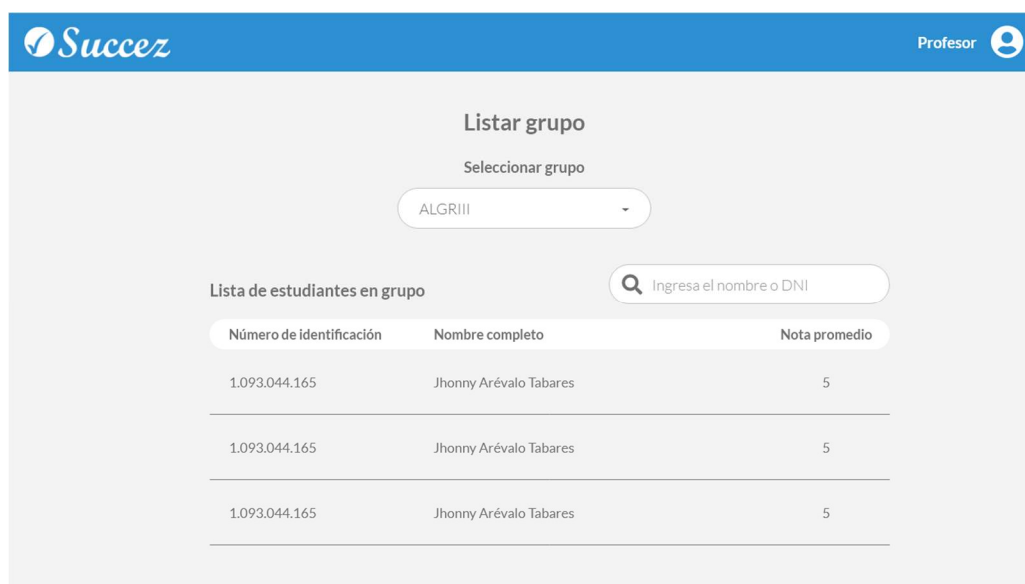 Succez
Profesor
Listar grupo
Seleccionar grupo
ALGRIII
Lista de estudiantes en grupo
Ingresa el nombre o DNI
Número de identificación Nombre completo Nota promedio
1.093.044.165 Jhonny Arévalo Tabares 5
1.093.044.165 Jhonny Arévalo Tabares 5
1.093.044.165 Jhonny Arévalo Tabares 5